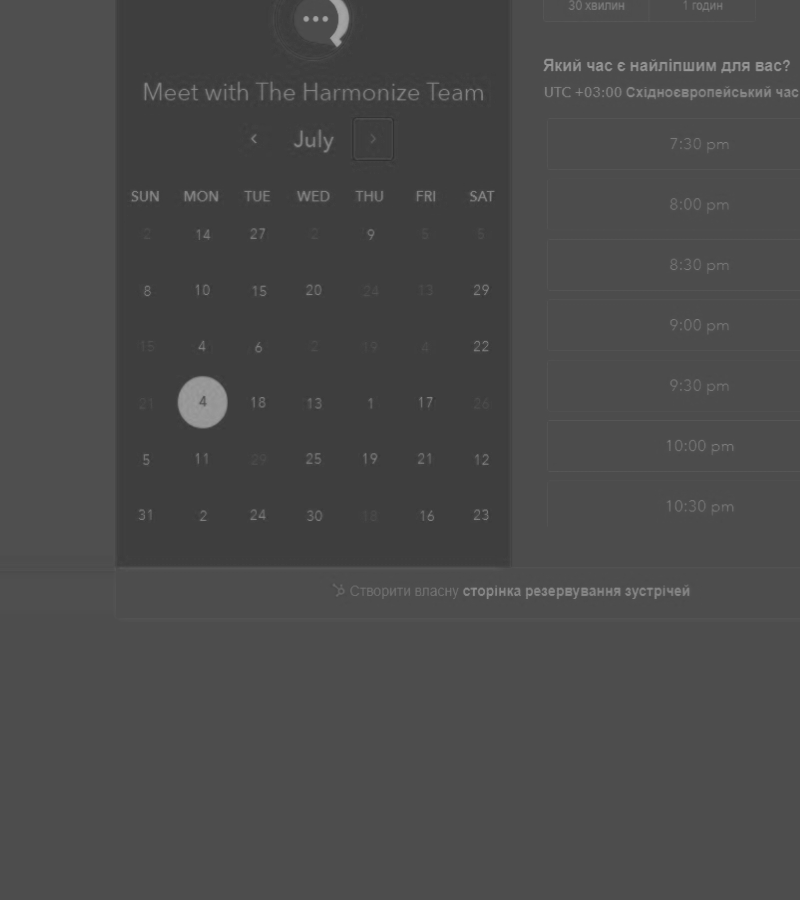 30 хвилин 1 годин
Meet with The Harmonize Team
July
SUN MON TUE WED THU FRI SAT
2 14 27 2 9 5 5
8 10 15 20 24 13 29
15 4 6 2 19 4 22
21 4 18 13 1 17 26
5 11 29 25 19 21 12
31 2 24 30 18 16 23
Який час є найліпшим для вас?
UTC +03:00 Східноєвропейський час
7:30 pm
8:00 pm
8:30 pm
9:00 pm
9:30 pm
10:00 pm
10:30 pm
Створити власну сторінка резервування зустрічей